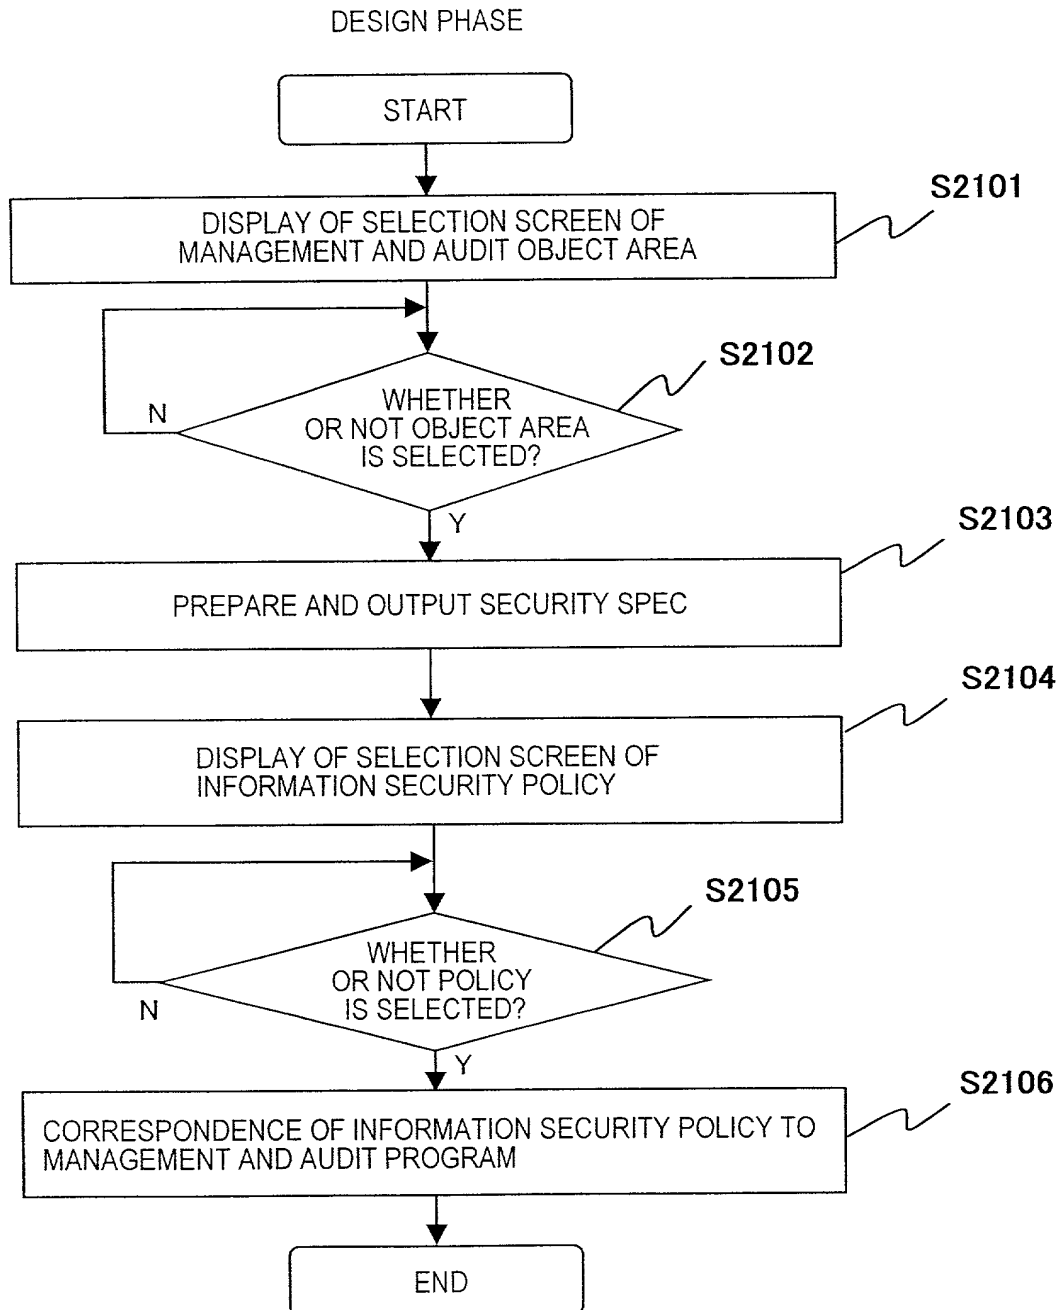 DESIGN PHASE
START
S2101
DISPLAY OF SELECTION SCREEN OF
MANAGEMENT AND AUDIT OBJECT AREA
S2102
WHETHER
OR NOT OBJECT AREA
IS SELECTED?
N
Y
S2103
PREPARE AND OUTPUT SECURITY SPEC
S2104
DISPLAY OF SELECTION SCREEN OF
INFORMATION SECURITY POLICY
S2105
WHETHER
OR NOT POLICY
IS SELECTED?
N
Y
S2106
CORRESPONDENCE OF INFORMATION SECURITY POLICY TO
MANAGEMENT AND AUDIT PROGRAM
END